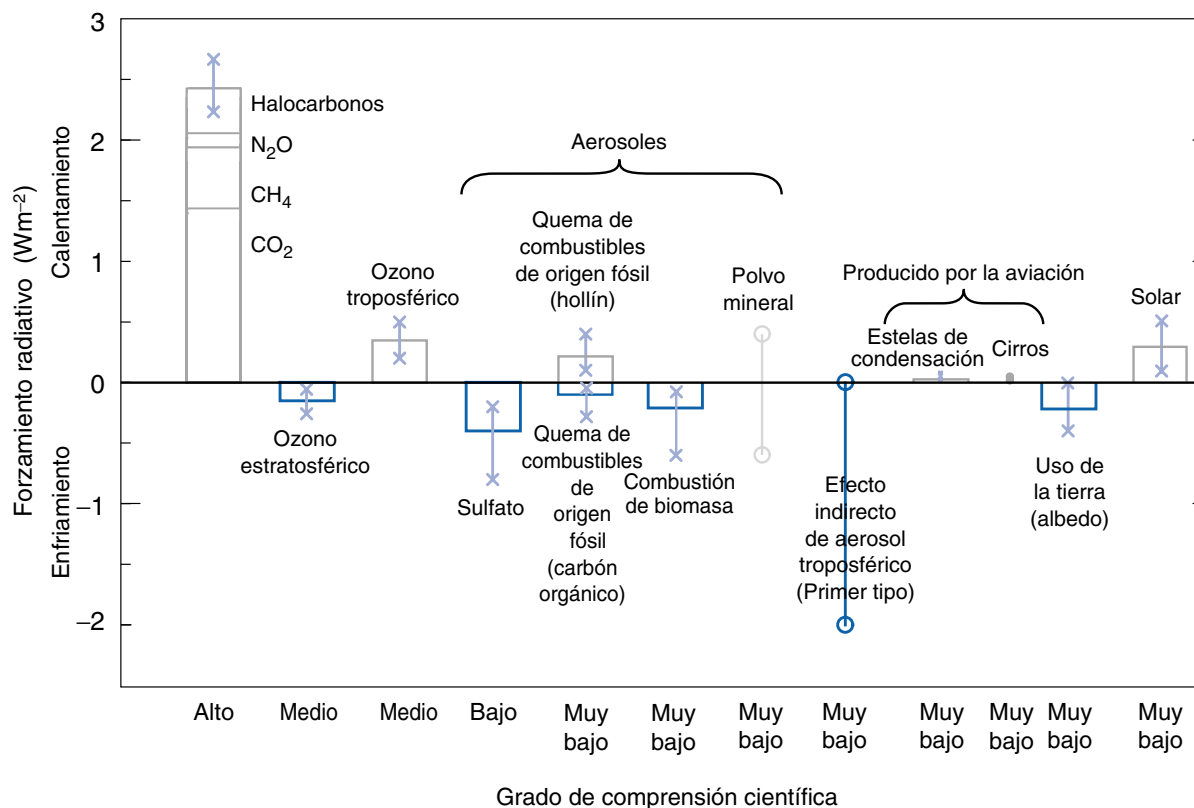 3
2
1
0
–1
–2
Forzamiento radiativo (Wm–2)
Calentamiento
Enfriamiento
Halocarbonos
N2O
CH4
CO2
Ozono
troposférico
Ozono
estratosférico
Aerosoles
Sulfato
Quema de
combustibles
de origen fósil
(hollín)
Quema de
combustibles
de
origen
fósil
(carbón
orgánico)
Combustión
de biomasa
Polvo
mineral
Efecto
indirecto
de aerosol
troposférico
(Primer tipo)
Producido por la aviación
Estelas de
condensación
Cirros
Uso de
la tierra
(albedo)
Solar
Alto
Medio
Medio
Bajo
Muy
bajo
Muy
bajo
Muy
bajo
Muy
bajo
Muy
bajo
Muy
bajo
Muy
bajo
Muy
bajo
Grado de comprensión científica